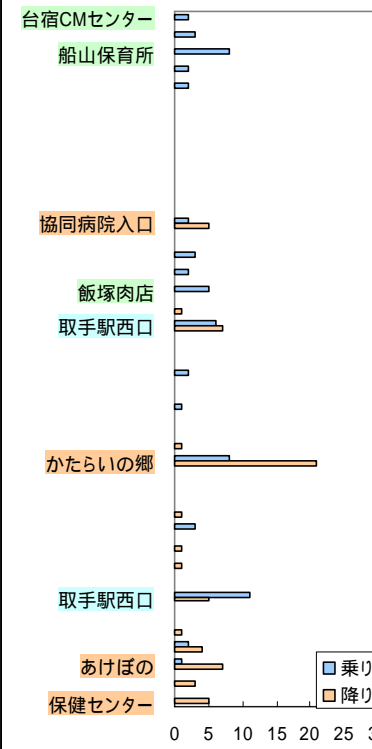 台宿CMセンター
船山保育所
協同病院入口
飯塚肉店
取手駅西口
かたらいの郷
取手駅西口
あけぼの
保健センター
乗り
降り
0 5 10 15 20 25